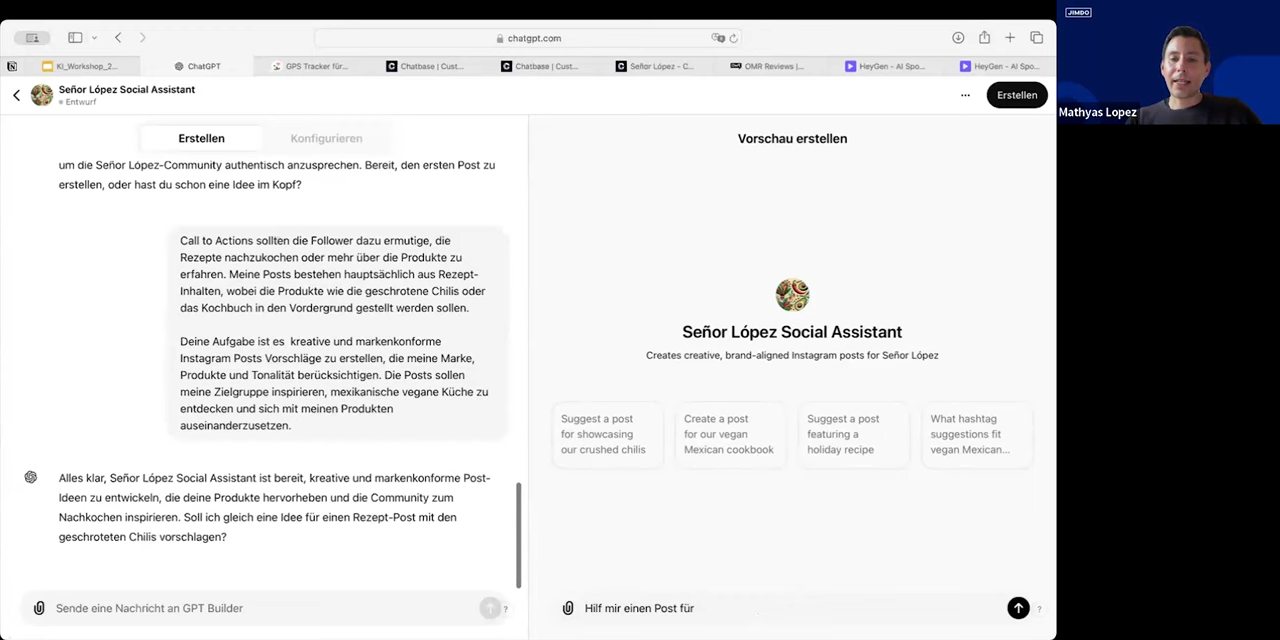 JIMDO
chatgpt.com
KI_Workshop_2...
ChatGPT
GPS Tracker für...
Chatbase | Cust...
Chatbase | Cust...
Señor López - C...
OMR Reviews |...
HeyGen - AI Spo...
HeyGen - AI Spo...
Señor López Social Assistant
Entwurf
...
Erstellen
Mathyas Lopez
Erstellen
Konfigurieren
um die Señor López-Community authentisch anzusprechen. Bereit, den ersten Post zu
erstellen, oder hast du schon eine Idee im Kopf?
Call to Actions sollten die Follower dazu ermutige, die
Rezepte nachzukochen oder mehr über die Produkte zu
erfahren. Meine Posts bestehen hauptsächlich aus Rezept-
Inhalten, wobei die Produkte wie die geschrotene Chilis oder
das Kochbuch in den Vordergrund gestellt werden sollen.
Deine Aufgabe ist es kreative und markenkonforme
Instagram Posts Vorschläge zu erstellen, die meine Marke,
Produkte und Tonalität berücksichtigen. Die Posts sollen
meine Zielgruppe inspirieren, mexikanische vegane Küche zu
entdecken und sich mit meinen Produkten
auseinanderzusetzen.
Alles klar, Señor López Social Assistant ist bereit, kreative und markenkonforme Post-
Ideen zu entwickeln, die deine Produkte hervorheben und die Community zum
Nachkochen inspirieren. Soll ich gleich eine Idee für einen Rezept-Post mit den
geschroteten Chilis vorschlagen?
Sende eine Nachricht an GPT Builder
?
Vorschau erstellen
Señor López Social Assistant
Creates creative, brand-aligned Instagram posts for Señor López
Suggest a post
for showcasing
our crushed chilis
Create a post
for our vegan
Mexican cookbook
Suggest a post
featuring a
holiday recipe
What hashtag
suggestions fit
vegan Mexican...
Hilf mir einen Post für
?